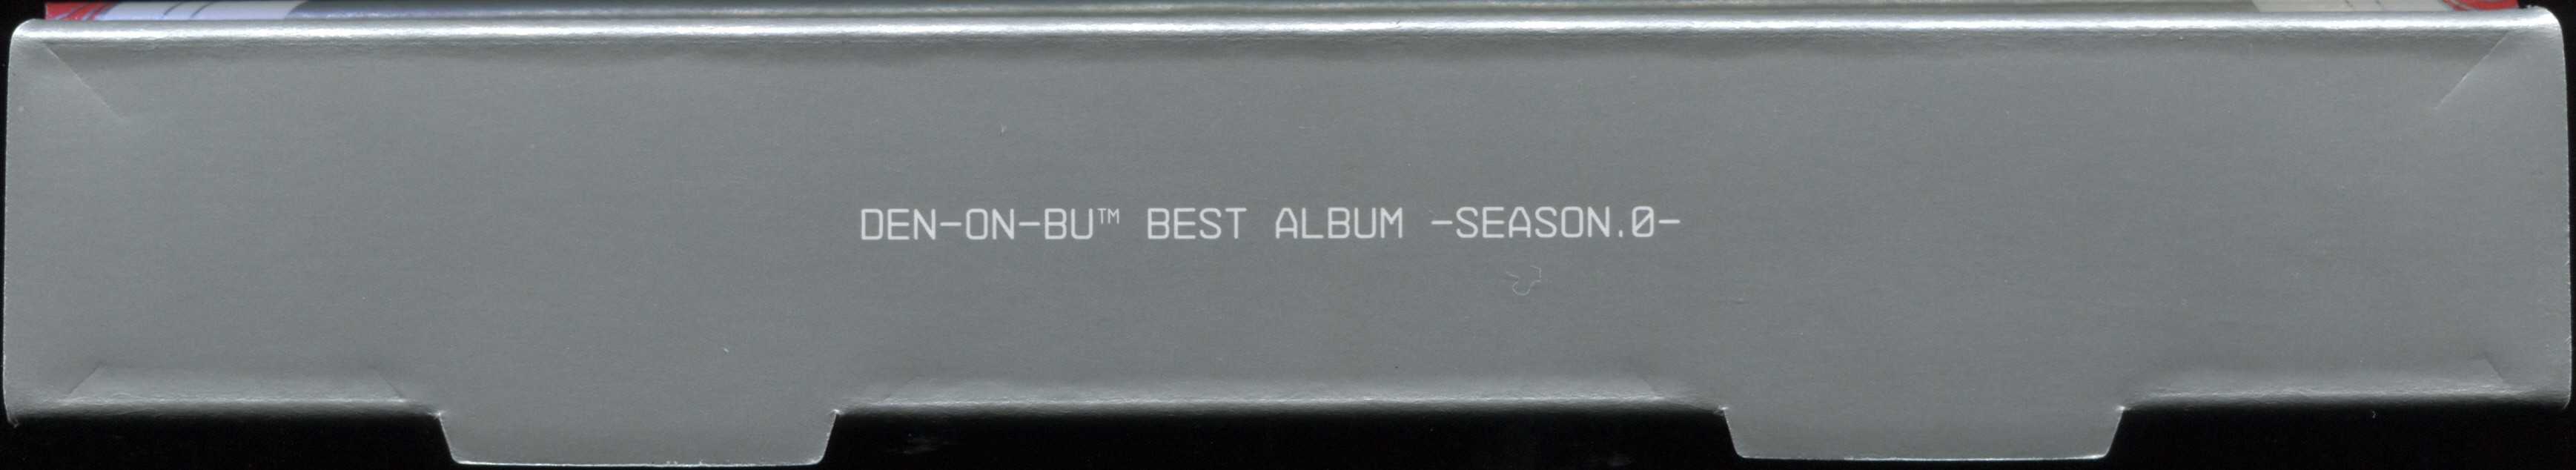 DEN-ON-BU™ BEST ALBUM -SEASON.0-